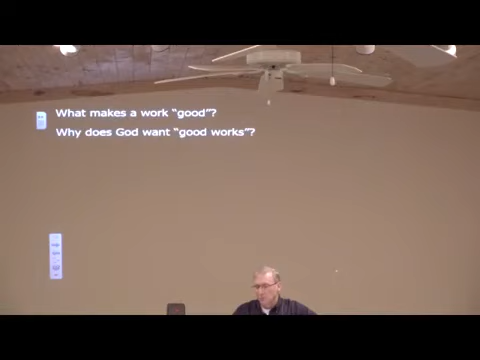 What makes a work “good”?
Why does God want “good works”?